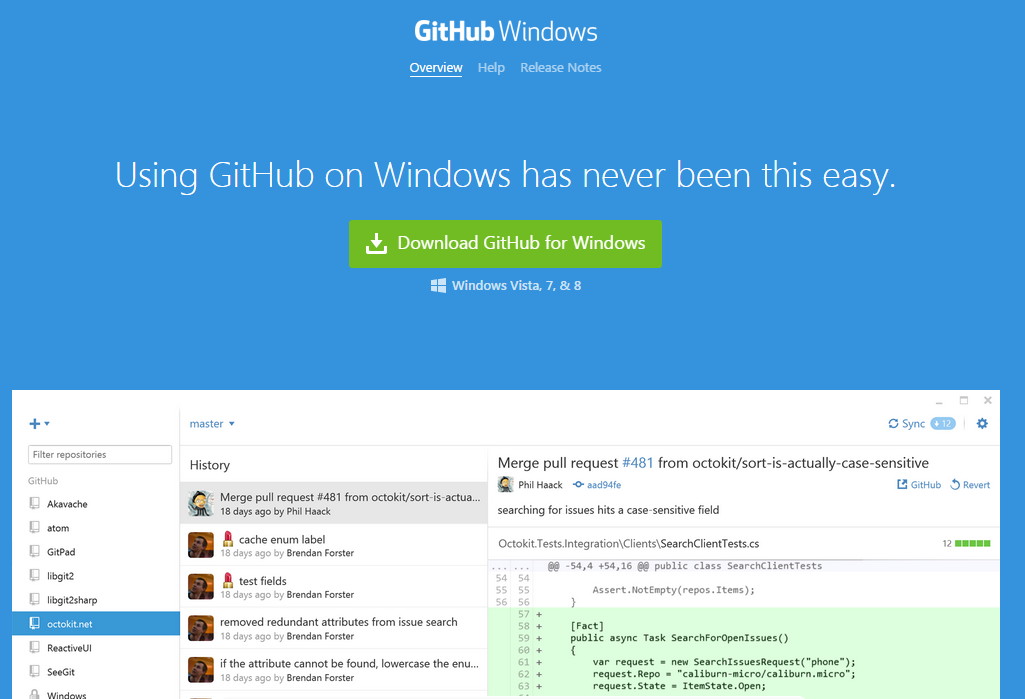 GitHub Windows
Overview Help Release Notes
Using GitHub on Windows has never been this easy.
Download GitHub for Windows
Windows Vista, 7, & 8
master
Sync 12
Filter repositories
GitHub
Akavache
atom
GitPad
libgit2
libgit2sharp
octokit.net
ReactiveUI
SeeGit
Windows
History
Merge pull request #481 from octokit/sort-is-actua...
18 days ago by Phil Haack
cache enum label
18 days ago by Brendan Forster
test fields
18 days ago by Brendan Forster
removed redundant attributes from issue search
18 days ago by Brendan Forster
if the attribute cannot be found, lowercase the enu...
18 days ago by Brendan Forster
Merge pull request #481 from octokit/sort-is-actually-case-sensitive
Phil Haack aad94fe GitHub Revert
searching for issues hits a case-sensitive field
Octokit.Tests.Integration\Clients\SearchClientTests.cs 12
... ... @@ -54,4 +54,16 @@ public class SearchClientTests
54 54
55 55 Assert.NotEmpty(repos.Items);
56 56 }
57 +
58 + [Fact]
59 + public async Task SearchForOpenIssues()
60 + {
61 + var request = new SearchIssuesRequest("phone");
62 + request.Repo = "caliburn-micro/caliburn.micro";
63 + request.State = ItemState.Open;